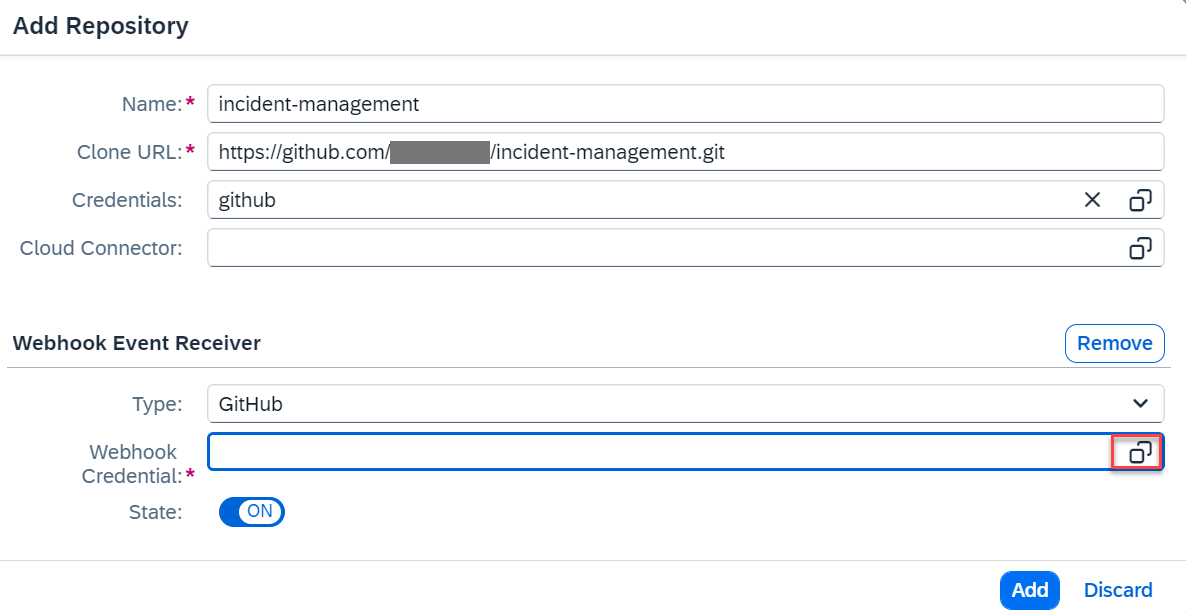 Add Repository
Name:* incident-management
Clone URL:* https://github.com/ /incident-management.git
Credentials: github
Cloud Connector:
Webhook Event Receiver Remove
Type: GitHub
Webhook
Credential:*
State: ON
Add Discard